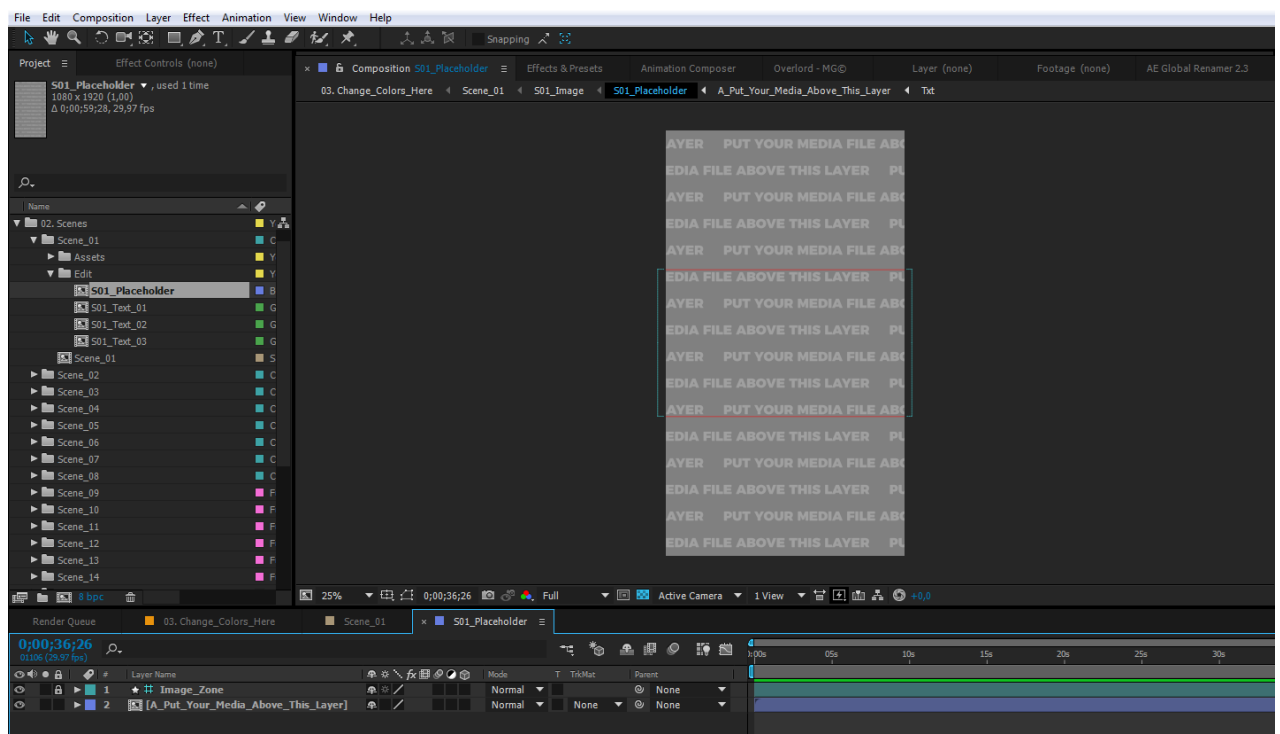 File Edit Composition Layer Effect Animation View Window Help
Snapping
Project Effect Controls (none)
S01_Placeholder , used 1 time
1080 x 1920 (1,00)
Δ 0;00;59;28, 29,97 fps
Composition S01_Placeholder Effects & Presets Animation Composer Overlord - MG© Layer (none) Footage (none) AE Global Renamer 2.3
03. Change_Colors_Here Scene_01 S01_Image S01_Placeholder A_Put_Your_Media_Above_This_Layer Txt
Name
02. Scenes Y
Scene_01 C
Assets Y
Edit Y
S01_Placeholder B
S01_Text_01 G
S01_Text_02 G
S01_Text_03 G
Scene_01 S
Scene_02 C
Scene_03 C
Scene_04 C
Scene_05 C
Scene_06 C
Scene_07 C
Scene_08 C
Scene_09 F
Scene_10 F
Scene_11 F
Scene_12 F
Scene_13 F
Scene_14 F
AYER PUT YOUR MEDIA FILE ABO
EDIA FILE ABOVE THIS LAYER PU
AYER PUT YOUR MEDIA FILE ABO
EDIA FILE ABOVE THIS LAYER PU
AYER PUT YOUR MEDIA FILE ABO
EDIA FILE ABOVE THIS LAYER PU
AYER PUT YOUR MEDIA FILE ABO
EDIA FILE ABOVE THIS LAYER PU
AYER PUT YOUR MEDIA FILE ABO
EDIA FILE ABOVE THIS LAYER PU
AYER PUT YOUR MEDIA FILE ABO
EDIA FILE ABOVE THIS LAYER PU
AYER PUT YOUR MEDIA FILE ABO
EDIA FILE ABOVE THIS LAYER PU
AYER PUT YOUR MEDIA FILE ABO
EDIA FILE ABOVE THIS LAYER PU
8 bpc
25% 0;00;36;26 Full Active Camera 1 View +0,0
Render Queue 03. Change_Colors_Here Scene_01 S01_Placeholder
0;00;36;26
01106 (29.97 fps)
:00s 05s 10s 15s 20s 25s 30s
# Layer Name fx Mode T TrkMat Parent
1 Image_Zone Normal None
2 [A_Put_Your_Media_Above_This_Layer] Normal None None